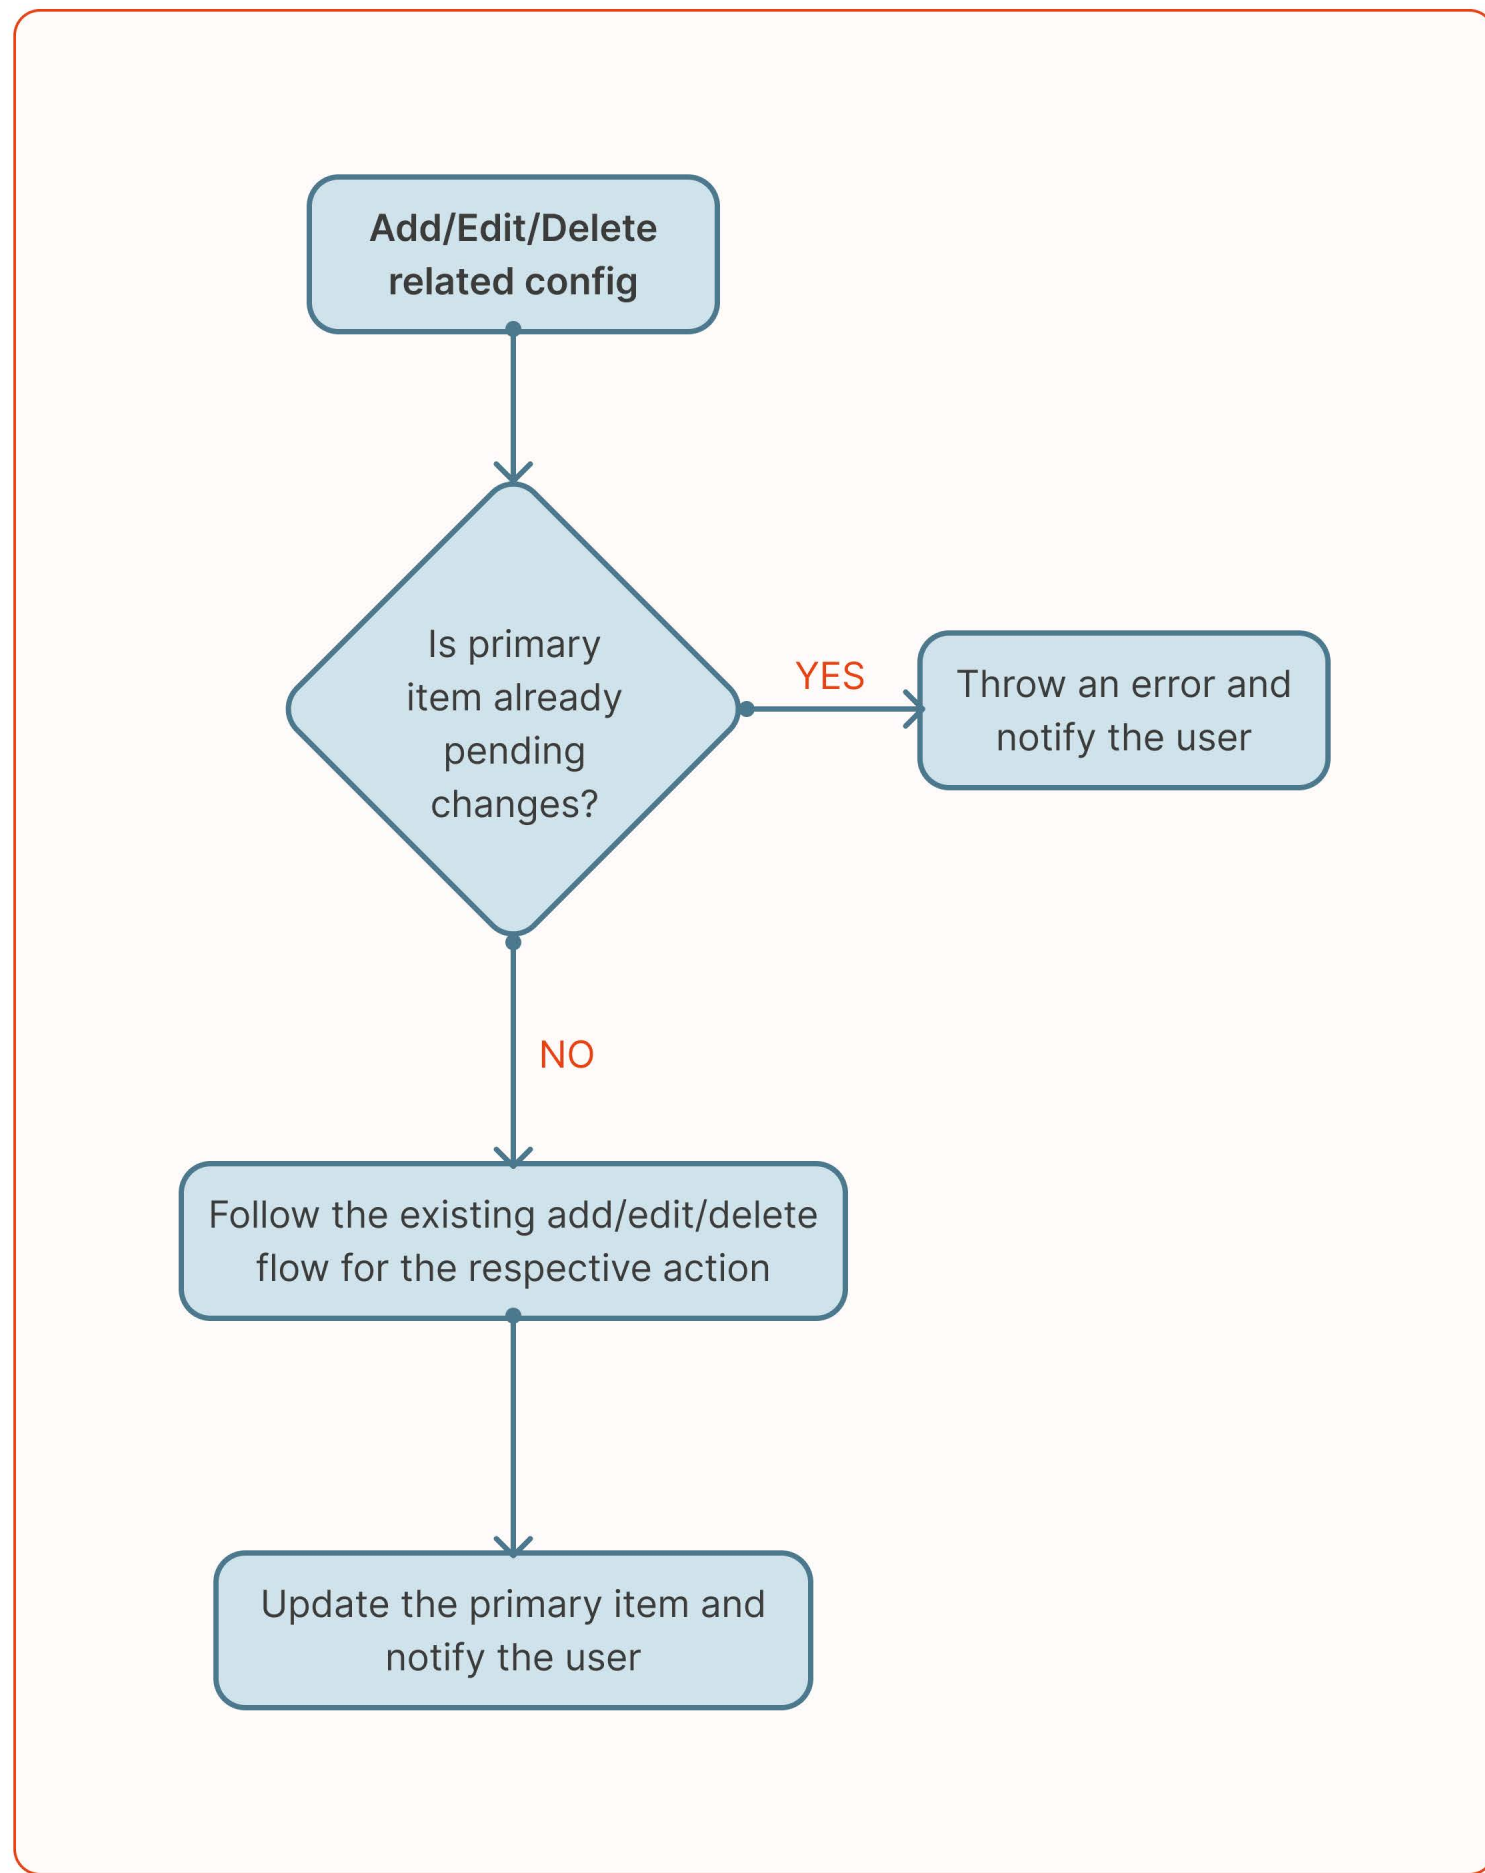 Add/Edit/Delete
related config
Is primary
item already
pending
changes?
YES
Throw an error and
notify the user
NO
Follow the existing add/edit/delete
flow for the respective action
Update the primary item and
notify the user